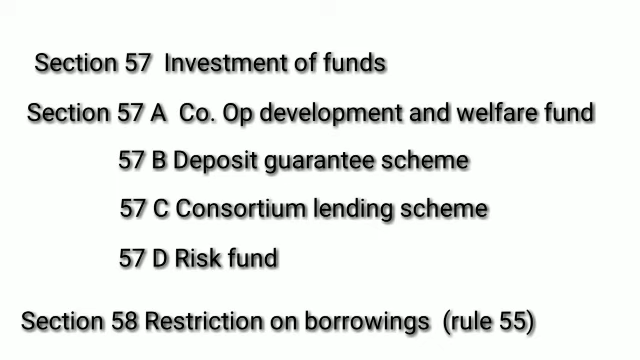 Section 57 Investment of funds
Section 57 A Co. Op development and welfare fund
57 B Deposit guarantee scheme
57 C Consortium lending scheme
57 D Risk fund
Section 58 Restriction on borrowings (rule 55)